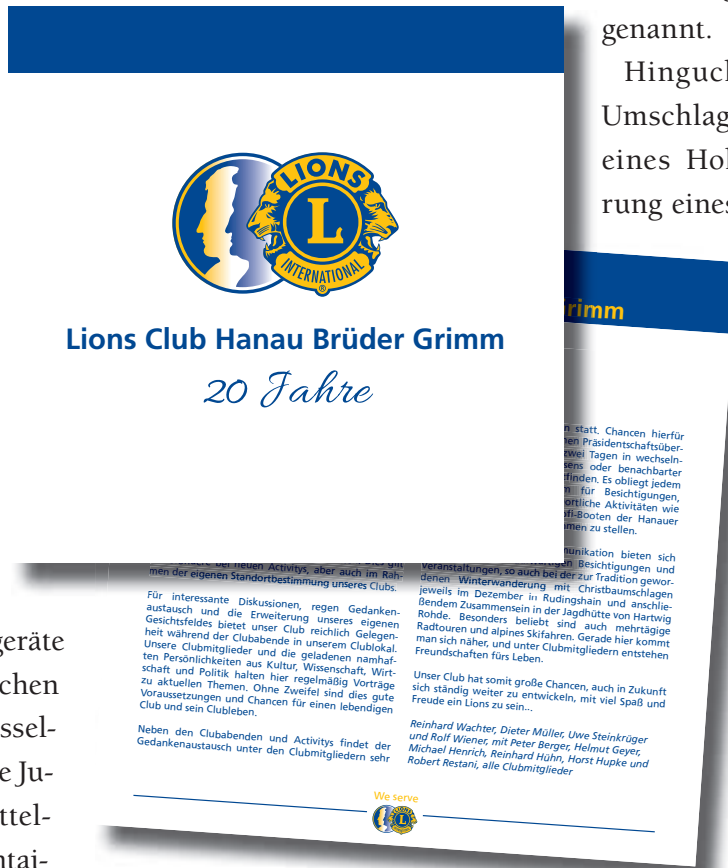 genannt.
Umschlag
eines
rung eines
LIONS
L
INTERNATIONAL
®
Lions Club Hanau Brüder Grimm
20 Jahre
rimm
statt. Chancen hierfür
Präsidentschaftsüber-
zwei Tagen in wechseln-
oder benachbarter
finden. Es obliegt jedem
für Besichtigungen,
ortliche Aktivitäten wie
ofi-Booten der Hanauer
men zu stellen.
bei neuen Activitys, aber auch im Rah-
men der eigenen Standortbestimmung unseres Clubs.
Für interessante Diskussionen, regen Gedanken-
austausch und die Erweiterung unseres eigenen
Gesichtsfeldes bietet unser Club reichlich Gelegen-
heit während der Clubabende in unserem Clublokal.
Unsere Clubmitglieder und die geladenen namhaf-
ten Persönlichkeiten aus Kultur, Wissenschaft, Wirt-
schaft und Politik halten hier regelmäßig Vorträge
zu aktuellen Themen. Ohne Zweifel sind dies gute
Voraussetzungen und Chancen für einen lebendigen
Club und sein Clubleben.
Neben den Clubabenden und Activitys findet der
Gedankenaustausch unter den Clubmitgliedern sehr
munikation bieten sich
Besichtigungen und
veranstaltungen, so auch bei der zur Tradition gewor-
denen Winterwanderung mit Christbaumschlagen
jeweils im Dezember in Rudingshain und anschlie-
ßendem Zusammensein in der Jagdhütte von Hartwig
Rohde. Besonders beliebt sind auch mehrtägige
Radtouren und alpines Skifahren. Gerade hier kommt
man sich näher, und unter Clubmitgliedern entstehen
Freundschaften fürs Leben.
Unser Club hat somit große Chancen, auch in Zukunft
sich ständig weiter zu entwickeln, mit viel Spaß und
Freude ein Lions zu sein...
Reinhard Wachter, Dieter Müller, Uwe Steinkrüger
und Rolf Wiener, mit Peter Berger, Helmut Geyer,
Michael Henrich, Reinhard Hühn, Horst Hupke und
Robert Restani, alle Clubmitglieder
We serve
geräte
chen
ssel-
e Ju-
ttel-
ntai-